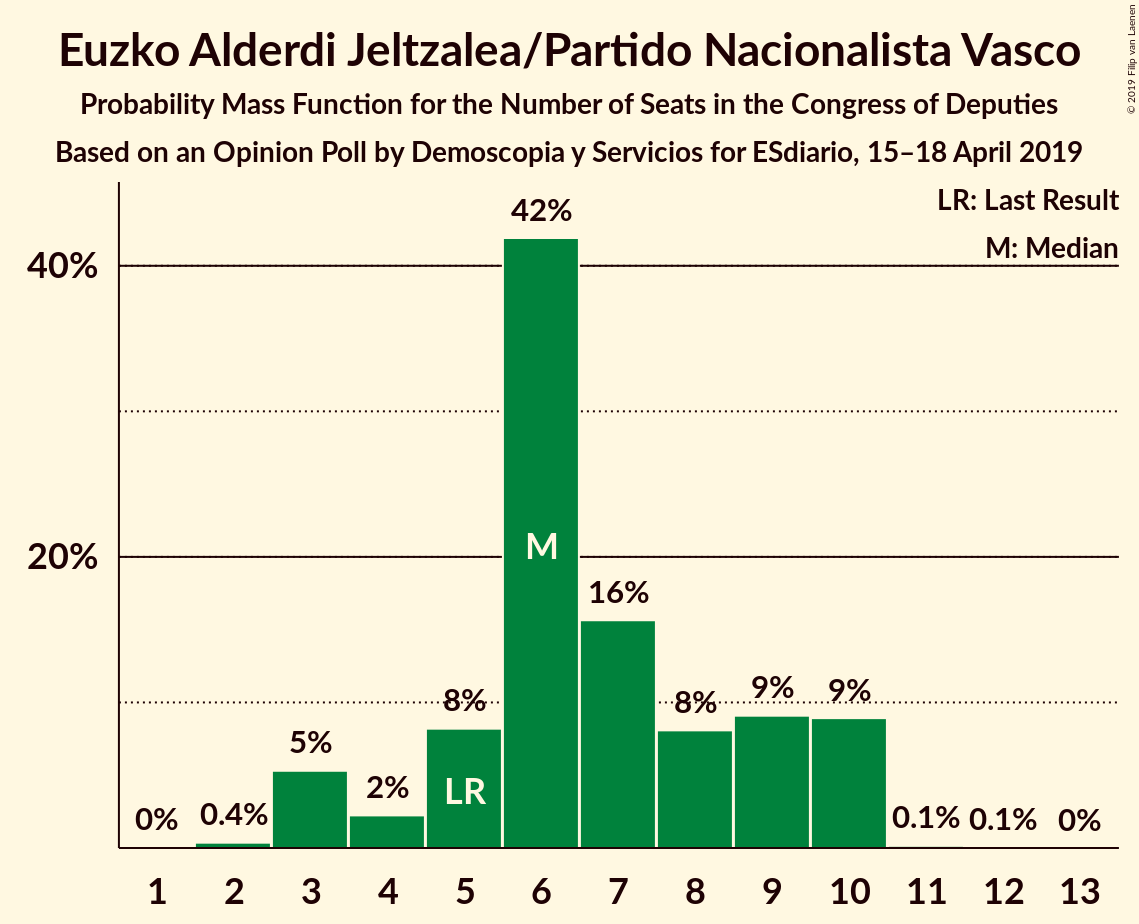 Euzko Alderdi Jeltzalea/Partido Nacionalista Vasco
Probability Mass Function for the Number of Seats in the Congress of Deputies
Based on an Opinion Poll by Demoscopia y Servicios for ESdiario, 15–18 April 2019
© 2019 Filip van Laenen
LR: Last Result
M: Median
40%
20%
0%
0.4%
5%
2%
8%
42%
16%
8%
9%
9%
0.1%
0.1%
0%
LR
M
1 2 3 4 5 6 7 8 9 10 11 12 13